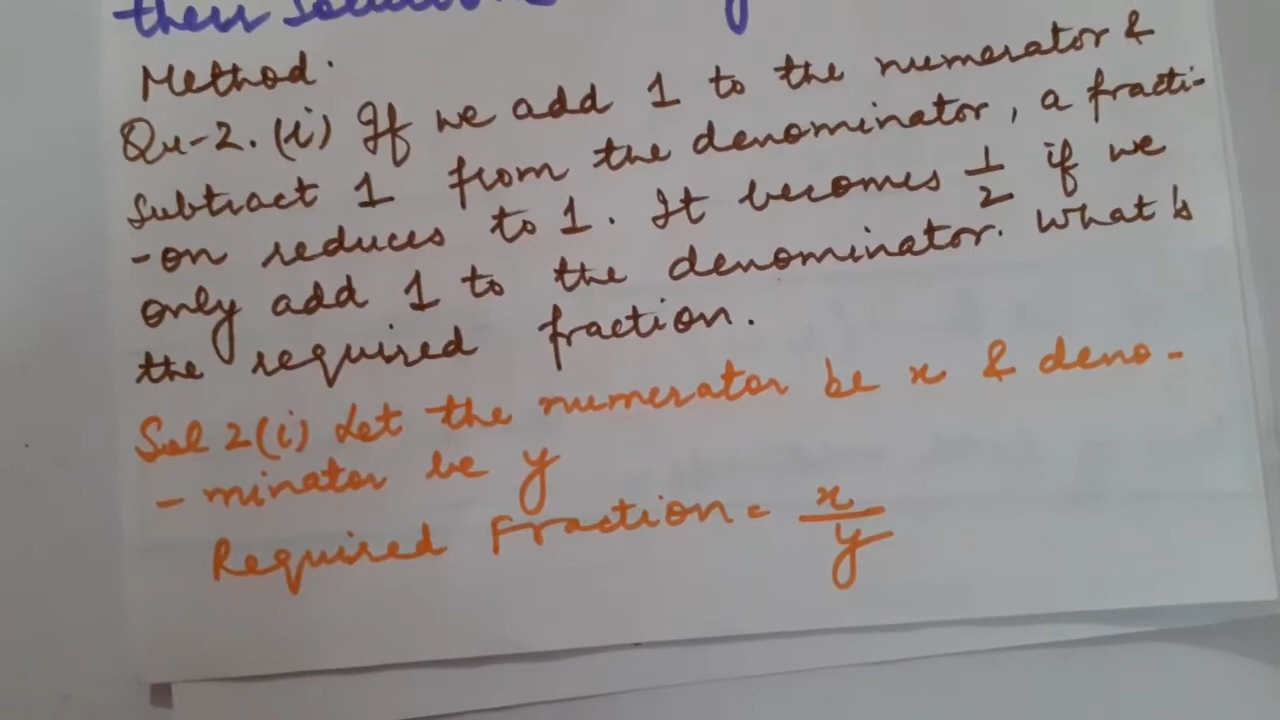 their
Method.
Qu-2. (i) If we add 1 to the numerator &
subtract 1 from the denominator, a fracti-
-on reduces to 1. It becomes 1/2 if we
only add 1 to the denominator. What is
the required fraction.
Sol 2(i) Let the numerator be x & deno-
-minator be y
Required Fraction = x/y